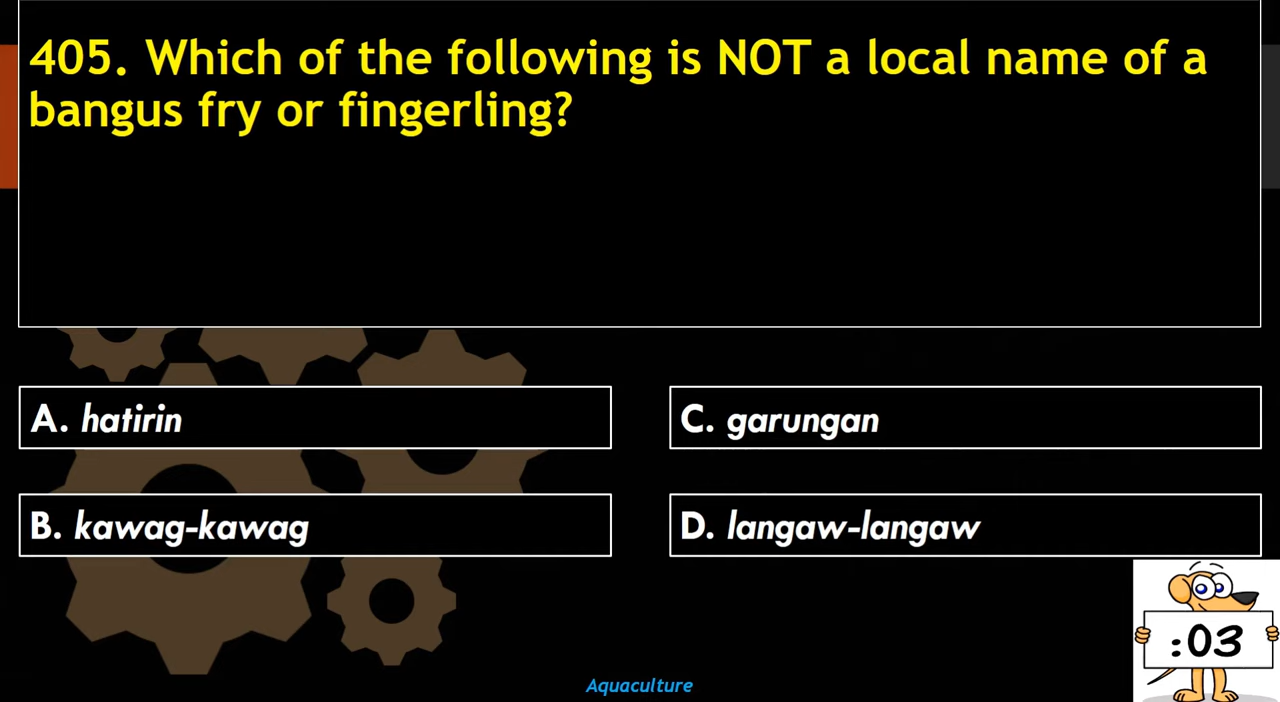 405. Which of the following is NOT a local name of a
bangus fry or fingerling?
A. hatirin
C. garungan
B. kawag-kawag
D. langaw-langaw
:03
Aquaculture